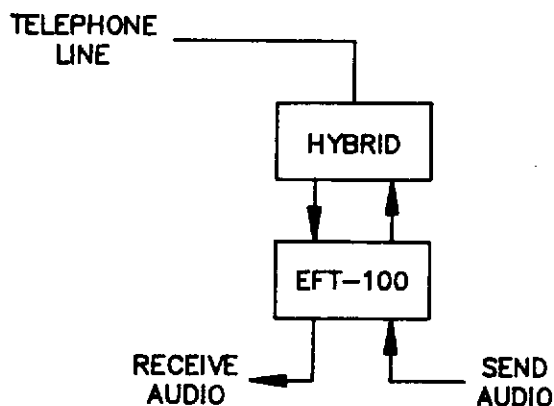 TELEPHONE
LINE
HYBRID
EFT-100
RECEIVE
AUDIO
SEND
AUDIO